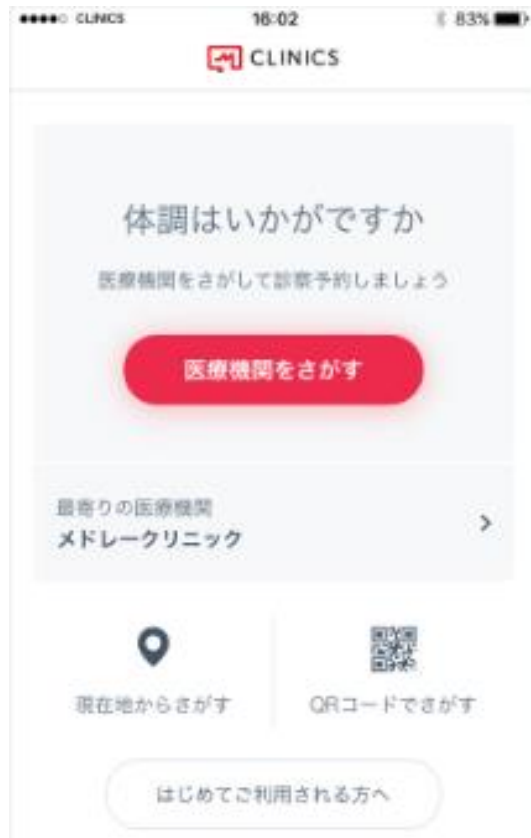 CLINICS 16:02 83%
CLINICS
体調はいかがですか
医療機関をさがして診察予約しましょう
医療機関をさがす
最寄りの医療機関
メドレークリニック
現在地からさがす QRコードでさがす
はじめてご利用される方へ